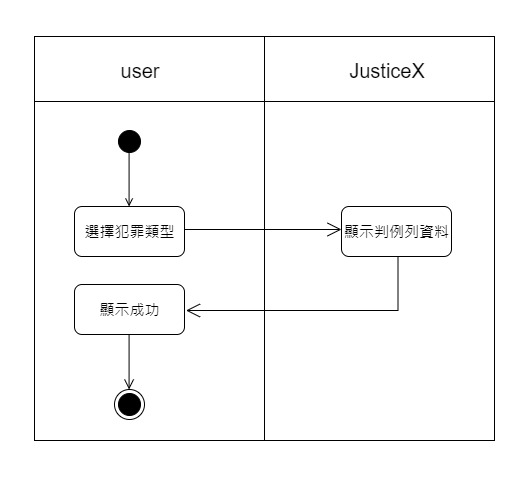 user
JusticeX
選擇犯罪類型
顯示判例列資料
顯示成功